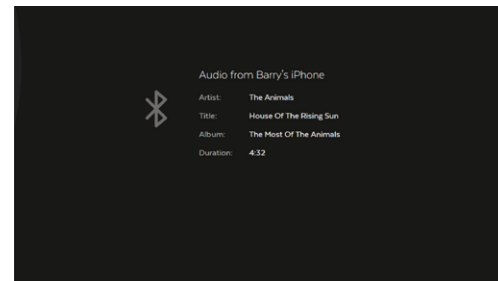 Audio from Barry's iPhone
Artist: The Animals
Title: House Of The Rising Sun
Album: The Most Of The Animals
Duration: 4:32